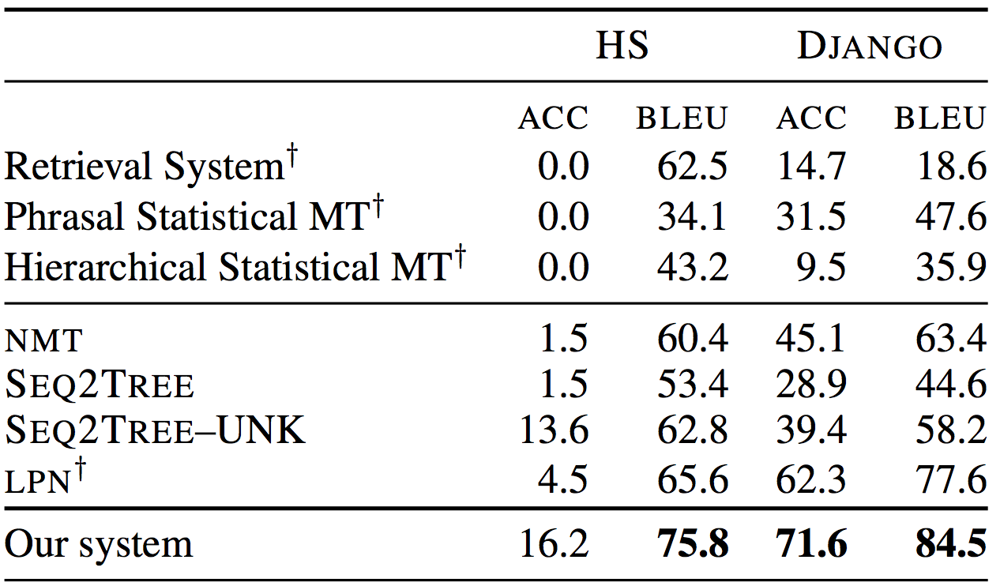 HS DJANGO
ACC BLEU ACC BLEU
Retrieval System† 0.0 62.5 14.7 18.6
Phrasal Statistical MT† 0.0 34.1 31.5 47.6
Hierarchical Statistical MT† 0.0 43.2 9.5 35.9
NMT 1.5 60.4 45.1 63.4
SEQ2TREE 1.5 53.4 28.9 44.6
SEQ2TREE–UNK 13.6 62.8 39.4 58.2
LPN† 4.5 65.6 62.3 77.6
Our system 16.2 75.8 71.6 84.5